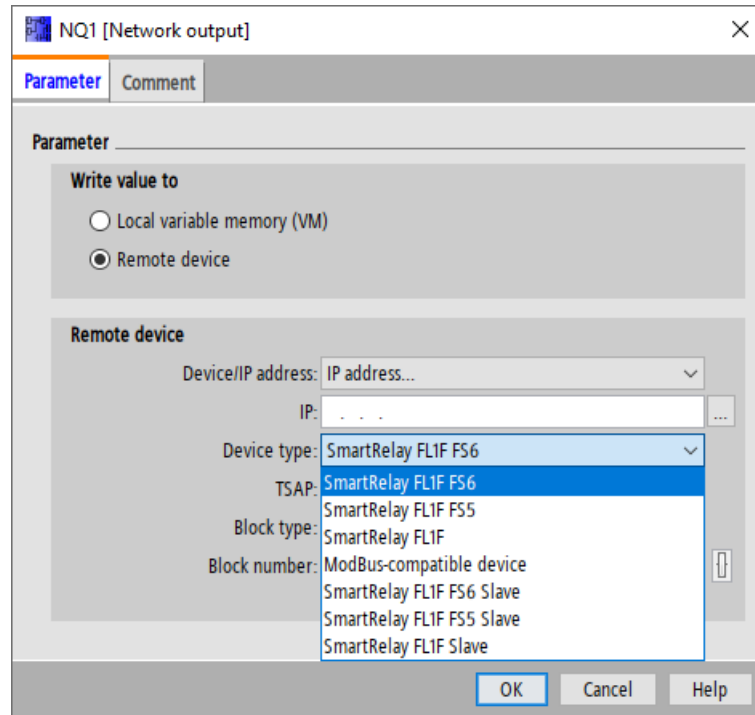 NQ1 [Network output]
Parameter Comment
Parameter
Write value to
Local variable memory (VM)
Remote device
Remote device
Device/IP address: IP address...
IP: . . . ...
Device type: SmartRelay FL1F FS6
TSAP: SmartRelay FL1F FS6
SmartRelay FL1F FS5
Block type: SmartRelay FL1F
Block number: ModBus-compatible device
SmartRelay FL1F FS6 Slave
SmartRelay FL1F FS5 Slave
SmartRelay FL1F Slave
OK Cancel Help